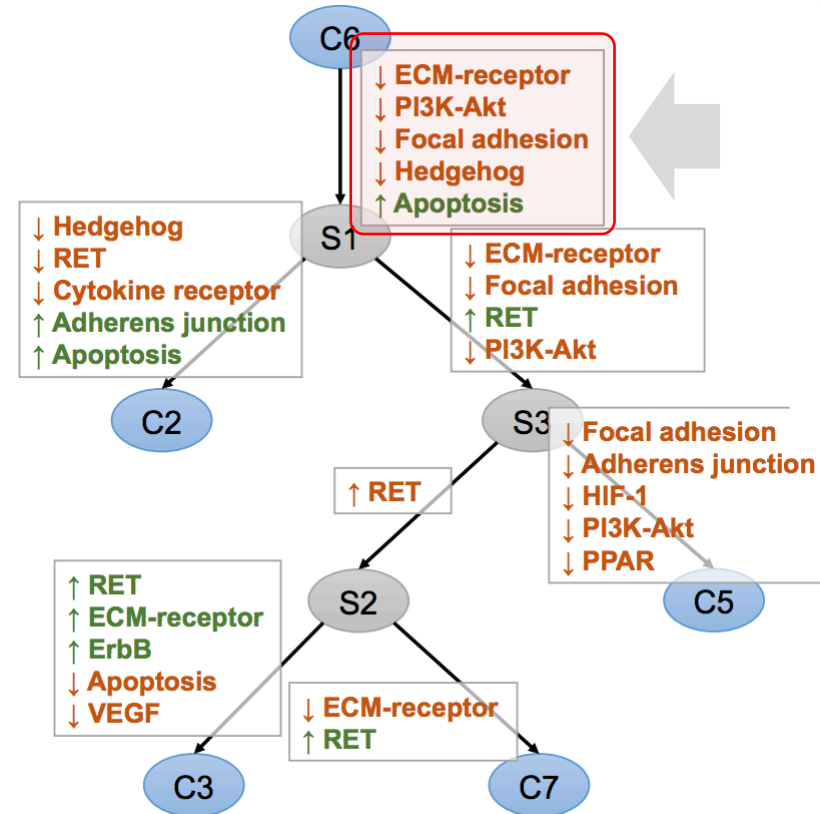 C6
↓ ECM-receptor
↓ PI3K-Akt
↓ Focal adhesion
↓ Hedgehog
↑ Apoptosis
S1
↓ Hedgehog
↓ RET
↓ Cytokine receptor
↑ Adherens junction
↑ Apoptosis
↓ ECM-receptor
↓ Focal adhesion
↑ RET
↓ PI3K-Akt
C2
S3
↓ Focal adhesion
↓ Adherens junction
↓ HIF-1
↓ PI3K-Akt
↓ PPAR
↑ RET
S2
C5
↑ RET
↑ ECM-receptor
↑ ErbB
↓ Apoptosis
↓ VEGF
↓ ECM-receptor
↑ RET
C3
C7